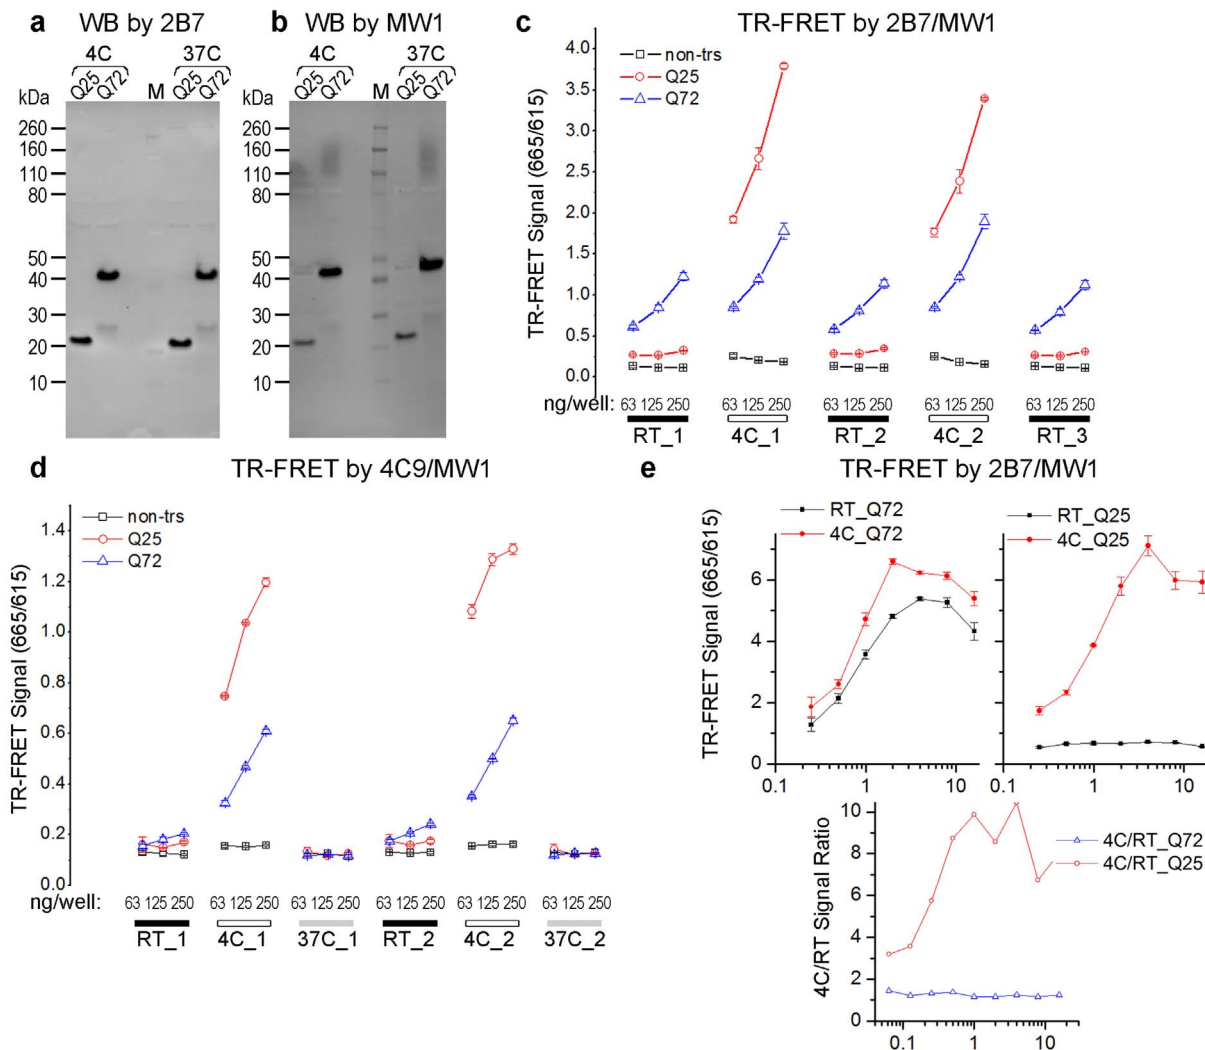 a WB by 2B7
4C 37C
Q25 Q72 M Q25 Q72
kDa
260
160
110
80
50
40
30
20
10
b WB by MW1
4C 37C
Q25 Q72 M Q25 Q72
kDa
260
160
110
80
50
40
30
20
10
c TR-FRET by 2B7/MW1
non-trs
Q25
Q72
TR-FRET Signal (665/615)
4.0
3.5
3.0
2.5
2.0
1.5
1.0
0.5
0.0
ng/well: 63 125 250 63 125 250 63 125 250 63 125 250 63 125 250
RT_1 4C_1 RT_2 4C_2 RT_3
d TR-FRET by 4C9/MW1
non-trs
Q25
Q72
TR-FRET Signal (665/615)
1.4
1.2
1.0
0.8
0.6
0.4
0.2
0.0
ng/well: 63 125 250 63 125 250 63 125 250 63 125 250 63 125 250 63 125 250
RT_1 4C_1 37C_1 RT_2 4C_2 37C_2
e TR-FRET by 2B7/MW1
RT_Q72
4C_Q72
TR-FRET Signal (665/615)
6
4
2
0
0.1 1 10
RT_Q25
4C_Q25
0.1 1 10
4C/RT Signal Ratio
10
8
6
4
2
0
4C/RT_Q72
4C/RT_Q25
0.1 1 10